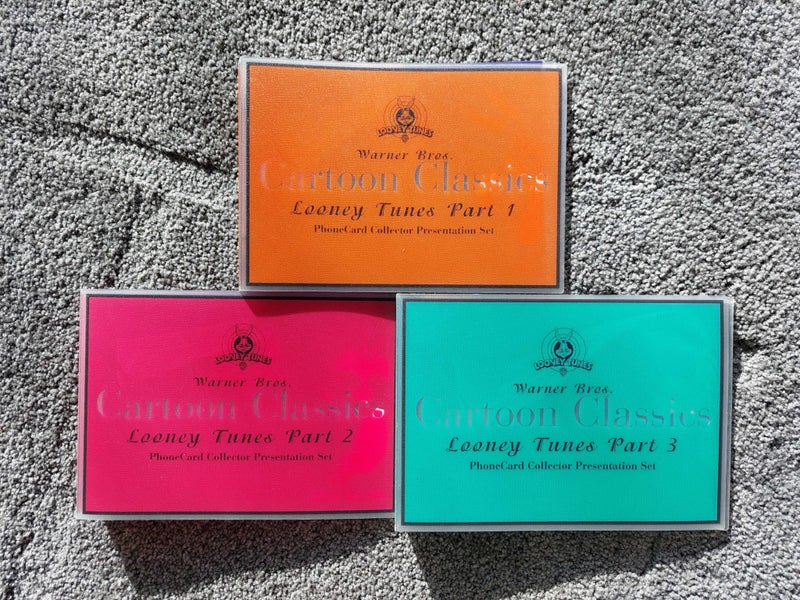 LOONEY TUNES
Warner Bros.
Cartoon Classics
Looney Tunes Part 1
PhoneCard Collector Presentation Set
LOONEY TUNES
Warner Bros.
Cartoon Classics
Looney Tunes Part 2
PhoneCard Collector Presentation Set
LOONEY TUNES
Warner Bros.
Cartoon Classics
Looney Tunes Part 3
PhoneCard Collector Presentation Set